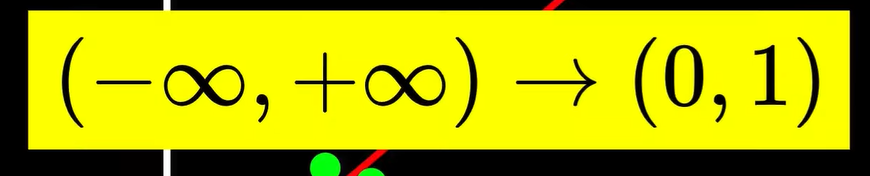 (−∞, +∞) → (0, 1)